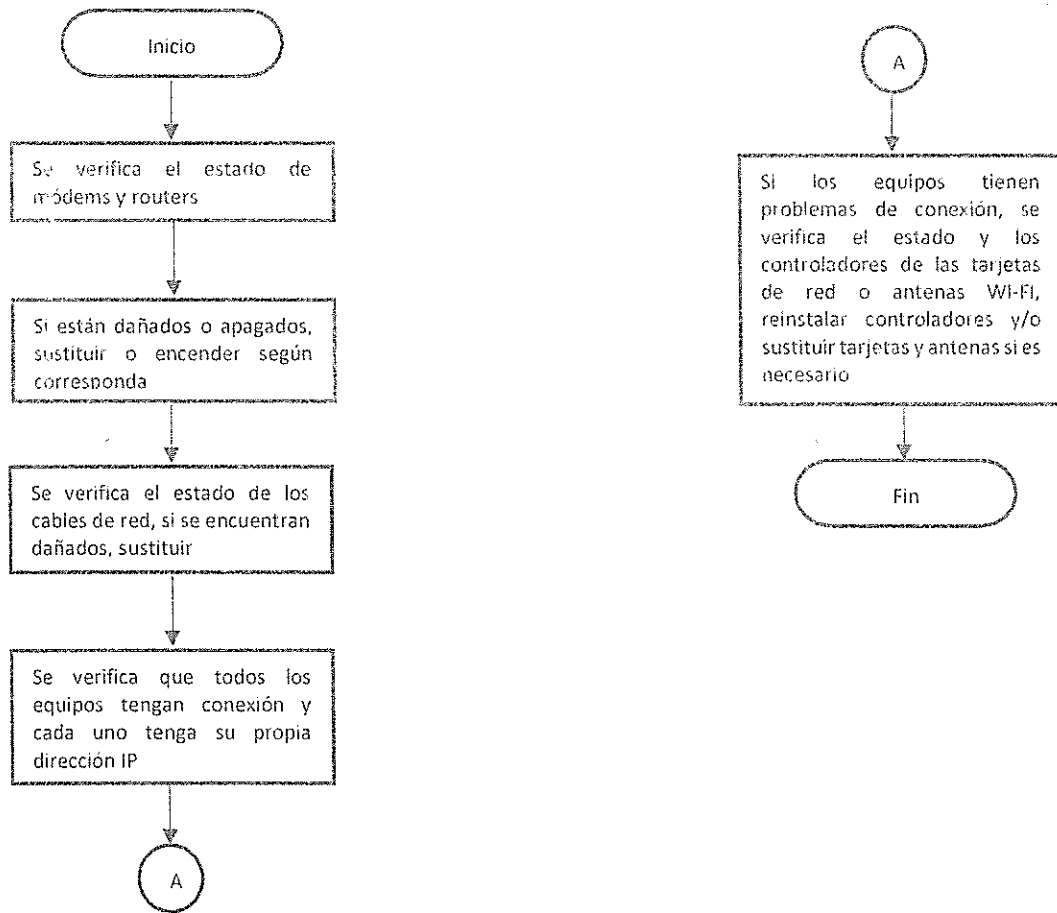 Inicio
Se verifica el estado de
módems y routers
Si están dañados o apagados,
sustituir o encender según
corresponda
Se verifica el estado de los
cables de red, si se encuentran
dañados, sustituir
Se verifica que todos los
equipos tengan conexión y
cada uno tenga su propia
dirección IP
A
A
Si los equipos tienen
problemas de conexión, se
verifica el estado y los
controladores de las tarjetas
de red o antenas Wi-Fi,
reinstalar controladores y/o
sustituir tarjetas y antenas si es
necesario
Fin